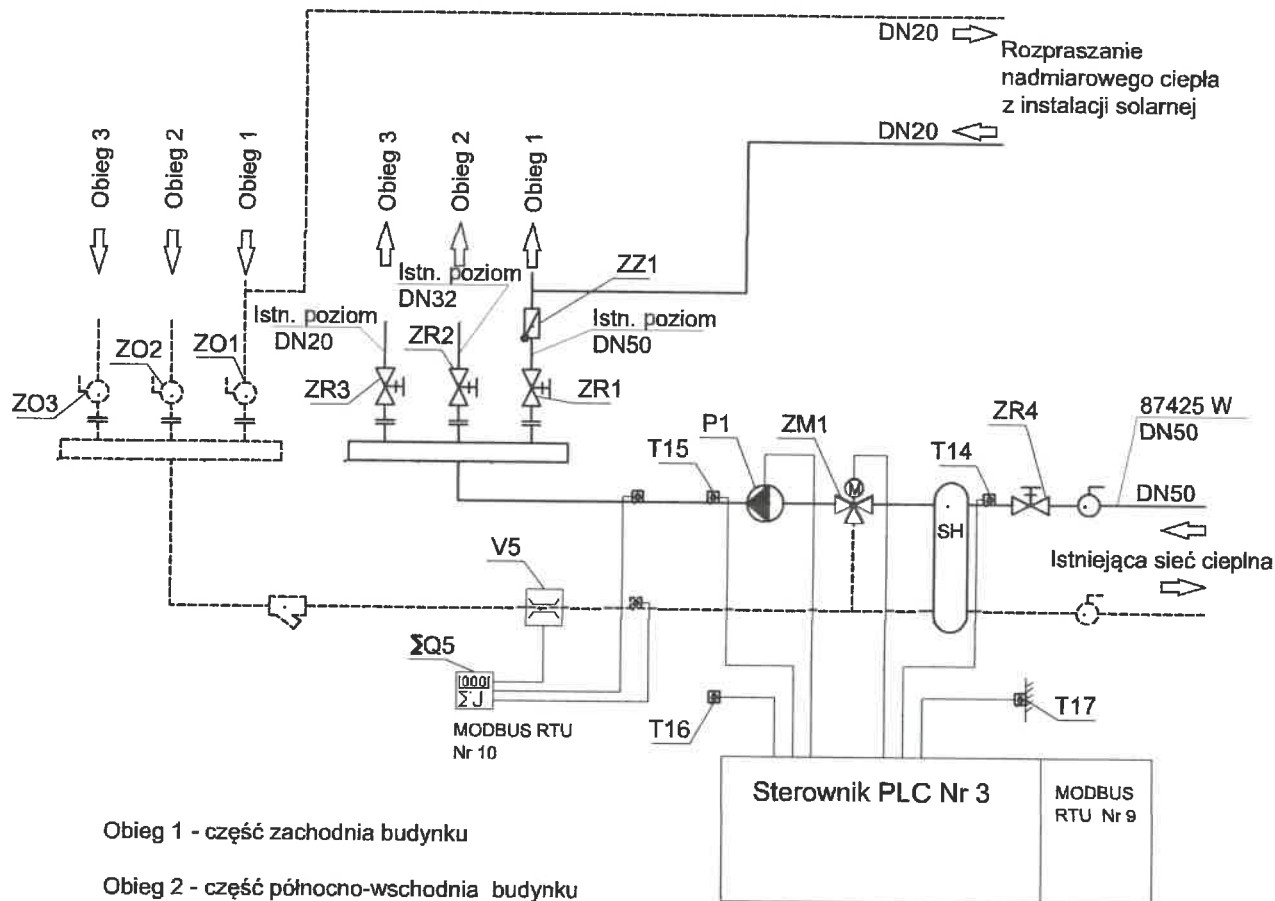 DN20
Rozpraszanie
nadmiarowego ciepła
z instalacji solarnej
DN20
Obieg 3
Obieg 2
Obieg 1
Obieg 3
Obieg 2
Obieg 1
Istn. poziom
DN32
ZZ1
Istn. poziom
DN20
Istn. poziom
DN50
ZO3
ZO2
ZO1
ZR3
ZR2
ZR1
P1
ZM1
ZR4
87425 W
DN50
T15
T14
M
DN50
SH
Istniejąca sieć cieplna
V5
ΣQ5
000
ΣJ
MODBUS RTU
Nr 10
T16
T17
Sterownik PLC Nr 3
MODBUS
RTU Nr 9
Obieg 1 - część zachodnia budynku
Obieg 2 - część północno-wschodnia budynku